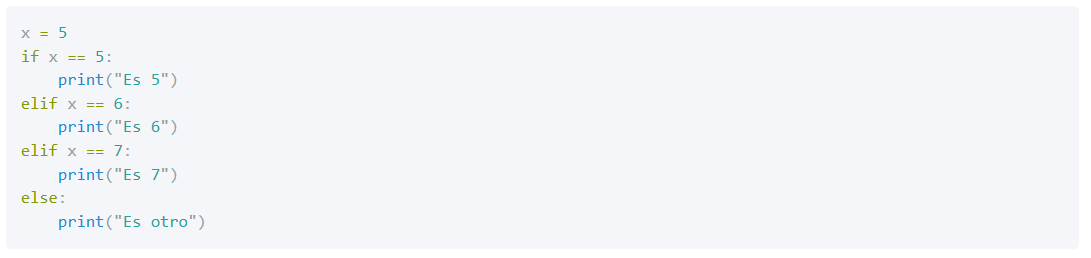 x = 5
if x == 5:
    print("Es 5")
elif x == 6:
    print("Es 6")
elif x == 7:
    print("Es 7")
else:
    print("Es otro")